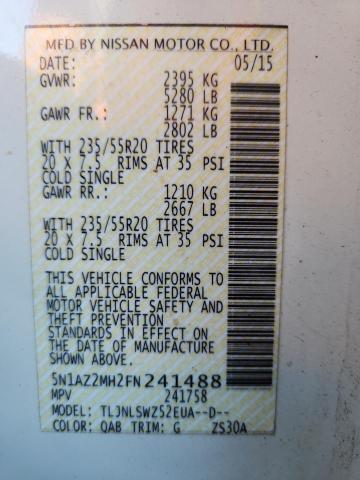 MFD BY NISSAN MOTOR CO., LTD.
DATE: 05/15
GVWR: 2395 KG
5280 LB
GAWR FR.: 1271 KG
2802 LB
WITH 235/55R20 TIRES
20 X 7.5 RIMS AT 35 PSI
COLD SINGLE
GAWR RR.: 1210 KG
2667 LB
WITH 235/55R20 TIRES
20 X 7.5 RIMS AT 35 PSI
COLD SINGLE
THIS VEHICLE CONFORMS TO
ALL APPLICABLE FEDERAL
MOTOR VEHICLE SAFETY AND
THEFT PREVENTION
STANDARDS IN EFFECT ON
THE DATE OF MANUFACTURE
SHOWN ABOVE.
5N1AZ2MH2FN241488
MPV 241758
MODEL: TLJNLSWZ52EUA--D--
COLOR: QAB TRIM: G ZS30A